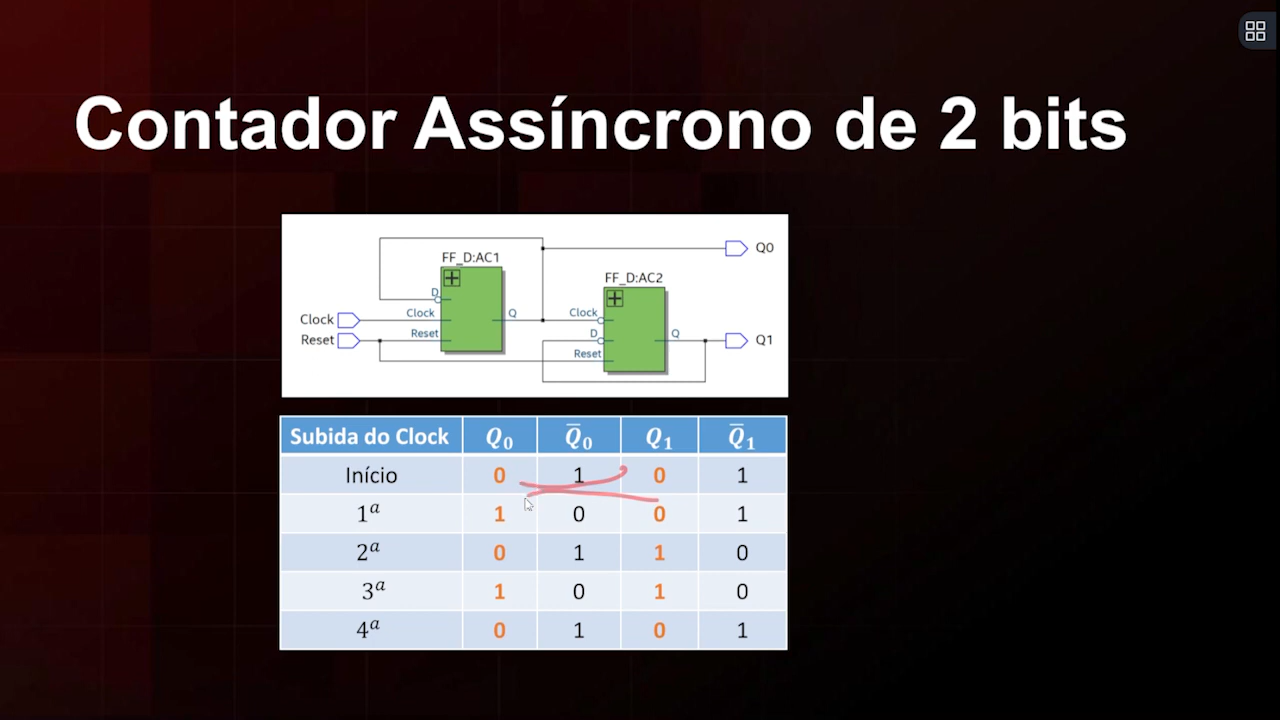 Contador Assíncrono de 2 bits
FF_D:AC1
Q0
FF_D:AC2
D
Clock
Clock
Q
Clock
Reset
Reset
D
Q
Q1
Reset
Subida do Clock Q₀ Q̅₀ Q₁ Q̅₁
Início 0 1 0 1
1ª 1 0 0 1
2ª 0 1 1 0
3ª 1 0 1 0
4ª 0 1 0 1